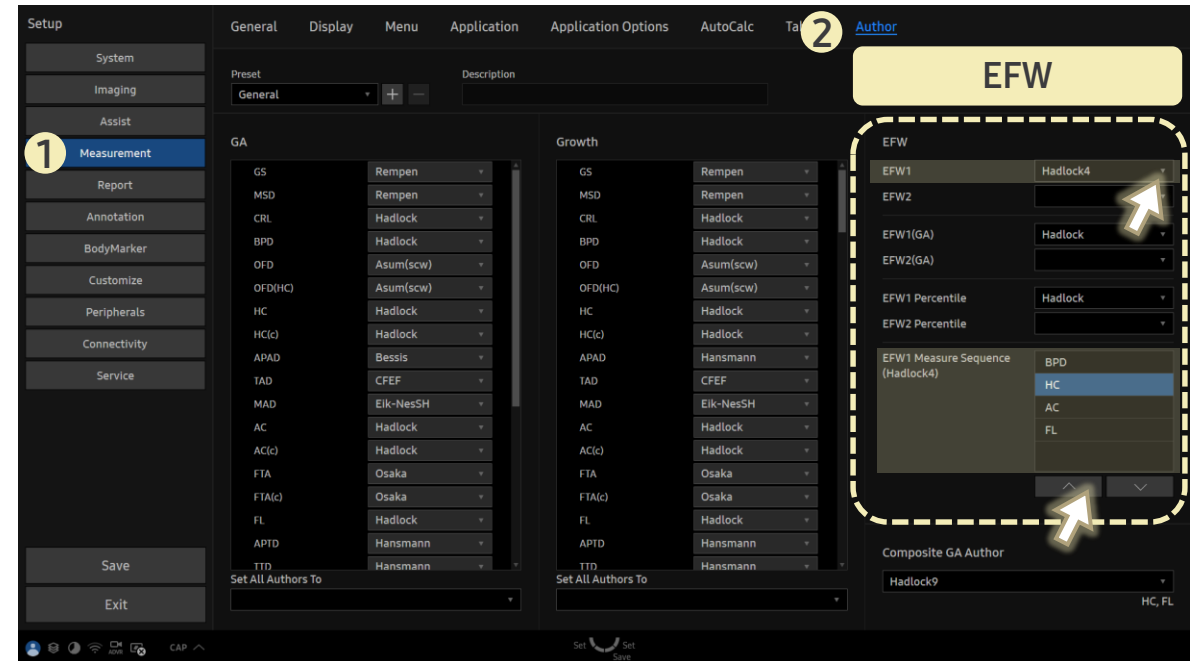 Setup
General Display Menu Application Application Options AutoCalc Author
2
System
Imaging
Assist
1
Measurement
Report
Annotation
BodyMarker
Customize
Peripherals
Connectivity
Service
Save
Exit
Preset Description
General
EFW
GA
GS Rempen
MSD Rempen
CRL Hadlock
BPD Hadlock
OFD Asum(scw)
OFD(HC) Asum(scw)
HC Hadlock
HC(c) Hadlock
APAD Bessis
TAD CFEF
MAD Eik-NesSH
AC Hadlock
AC(c) Hadlock
FTA Osaka
FTA(c) Osaka
FL Hadlock
APTD Hansmann
TTD Hansmann
Set All Authors To
Growth
GS Rempen
MSD Rempen
CRL Hadlock
BPD Hadlock
OFD Asum(scw)
OFD(HC) Asum(scw)
HC Hadlock
HC(c) Hadlock
APAD Hansmann
TAD CFEF
MAD Eik-NesSH
AC Hadlock
AC(c) Hadlock
FTA Osaka
FTA(c) Osaka
FL Hadlock
APTD Hansmann
TTD Hansmann
Set All Authors To
EFW
EFW1 Hadlock4
EFW2
EFW1(GA) Hadlock
EFW2(GA)
EFW1 Percentile Hadlock
EFW2 Percentile
EFW1 Measure Sequence
(Hadlock4)
BPD
HC
AC
FL
Composite GA Author
Hadlock9
HC, FL
CAP
Set Set
Save